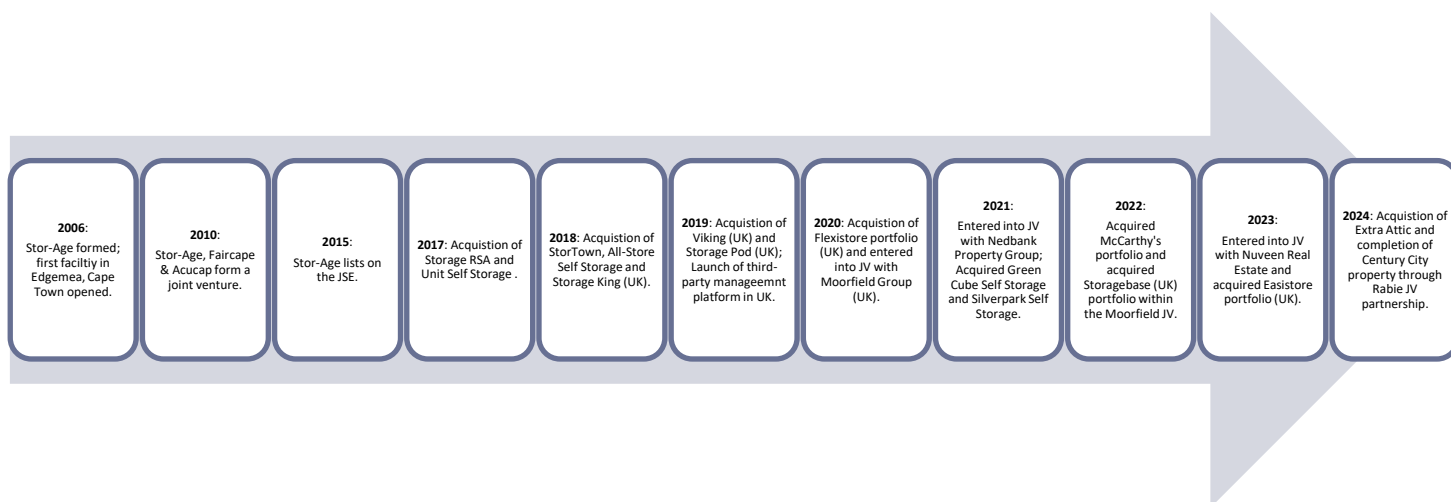 2006:
Stor-Age formed;
first faciltiy in
Edgemea, Cape
Town opened.
2010:
Stor-Age, Faircape
& Acucap form a
joint venture.
2015:
Stor-Age lists on
the JSE.
2017: Acquistion of
Storage RSA and
Unit Self Storage .
2018: Acquistion of
StorTown, All-Store
Self Storage and
Storage King (UK).
2019: Acquistion of
Viking (UK) and
Storage Pod (UK);
Launch of third-
party manageemnt
platform in UK.
2020: Acquistion of
Flexistore portfolio
(UK) and entered
into JV with
Moorfield Group
(UK).
2021:
Entered into JV
with Nedbank
Property Group;
Acquired Green
Cube Self Storage
and Silverpark Self
Storage.
2022:
Acquired
McCarthy's
portfolio and
acquired
Storagebase (UK)
portfolio within
the Moorfield JV.
2023:
Entered into JV
with Nuveen Real
Estate and
acquired Easistore
portfolio (UK).
2024: Acquistion of
Extra Attic and
completion of
Century City
property through
Rabie JV
partnership.